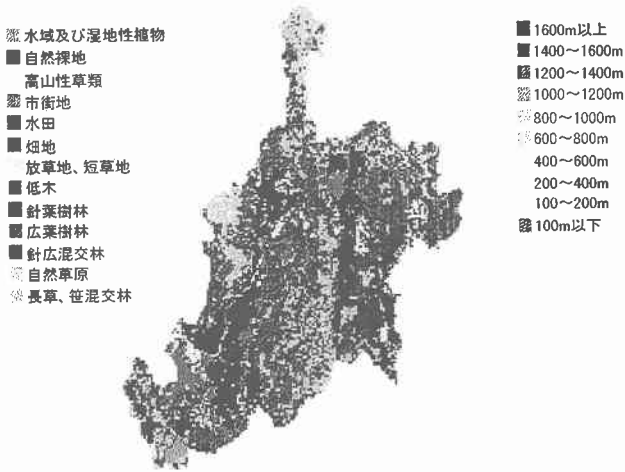 水域及び湿地性植物
自然裸地
高山性草類
市街地
水田
畑地
放草地、短草地
低木
針葉樹林
広葉樹林
針広混交林
自然草原
長草、笹混交林
1600m以上
1400～1600m
1200～1400m
1000～1200m
800～1000m
600～800m
400～600m
200～400m
100～200m
100m以下